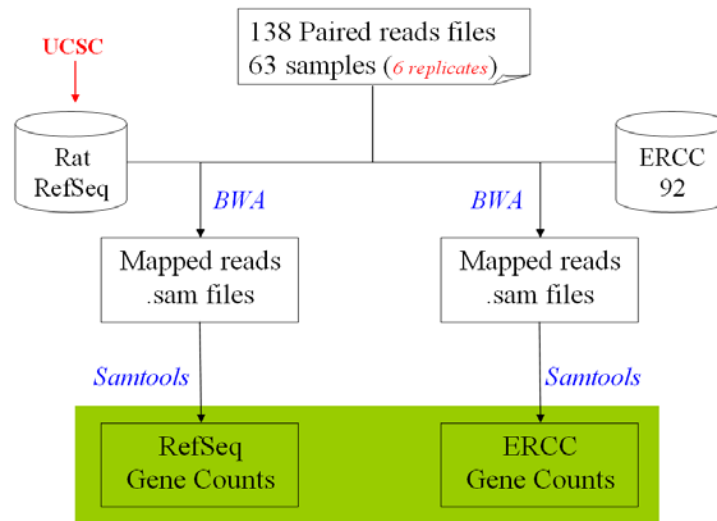 138 Paired reads files
63 samples (6 replicates)
UCSC
Rat
RefSeq
ERCC
92
BWA
BWA
Mapped reads
.sam files
Mapped reads
.sam files
Samtools
Samtools
RefSeq
Gene Counts
ERCC
Gene Counts